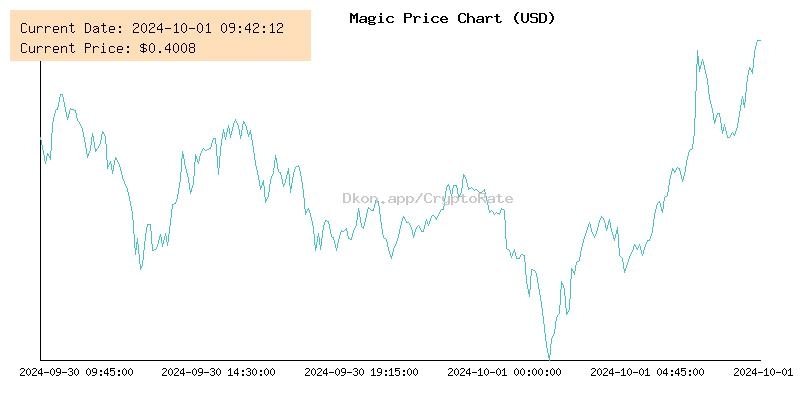 Magic Price Chart (USD)
Current Date: 2024-10-01 09:42:12
Current Price: $0.4008
Dkon.app/CryptoRate
2024-09-30 09:45:00 2024-09-30 14:30:00 2024-09-30 19:15:00 2024-10-01 00:00:00 2024-10-01 04:45:00 2024-10-01